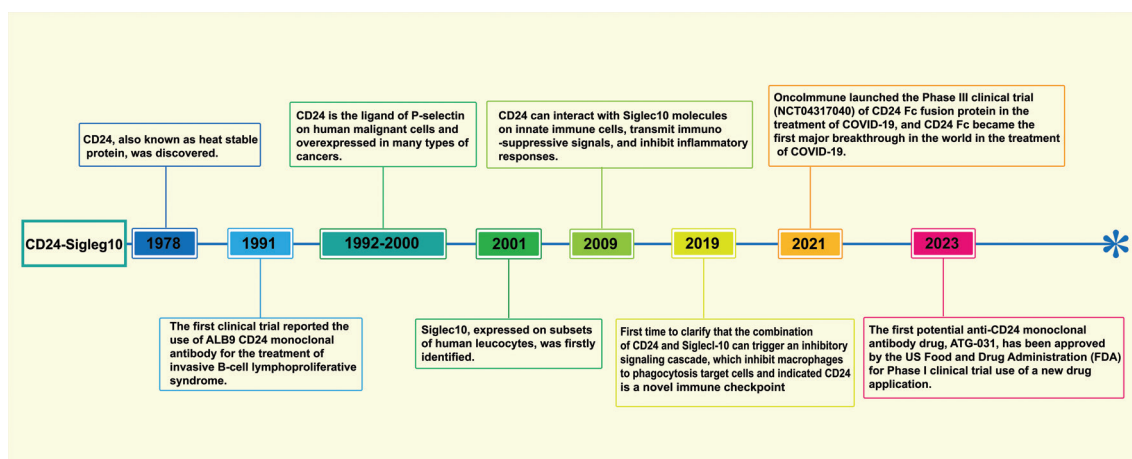 CD24, also known as heat stable
protein, was discovered.
CD24 is the ligand of P-selectin
on human malignant cells and
overexpressed in many types of
cancers.
CD24 can interact with Siglec10 molecules
on innate immune cells, transmit immuno
-suppressive signals, and inhibit inflammatory
responses.
OncoImmune launched the Phase III clinical trial
(NCT04317040) of CD24 Fc fusion protein in the
treatment of COVID-19, and CD24 Fc became the
first major breakthrough in the world in the treatment
of COVID-19.
CD24-Sigleg10
1978
1991
1992-2000
2001
2009
2019
2021
2023
The first clinical trial reported the
use of ALB9 CD24 monoclonal
antibody for the treatment of
invasive B-cell lymphoproliferative
syndrome.
Siglec10, expressed on subsets
of human leucocytes, was firstly
identified.
First time to clarify that the combination
of CD24 and Siglecl-10 can trigger an inhibitory
signaling cascade, which inhibit macrophages
to phagocytosis target cells and indicated CD24
is a novel immune checkpoint
The first potential anti-CD24 monoclonal
antibody drug, ATG-031, has been approved
by the US Food and Drug Administration (FDA)
for Phase I clinical trial use of a new drug
application.